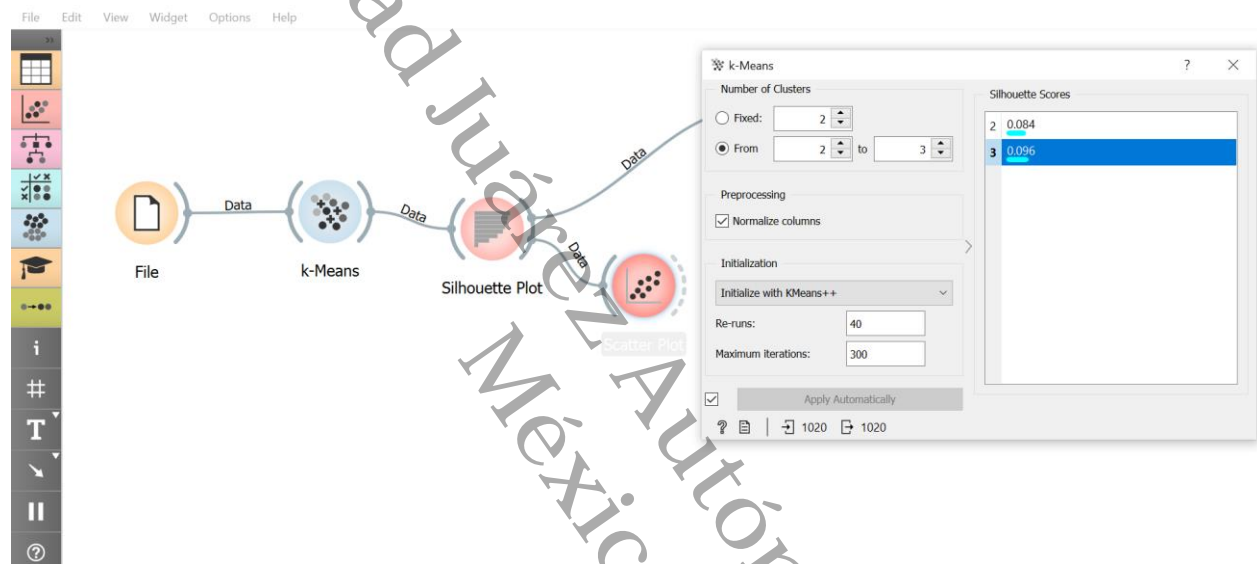 File Edit View Widget Options Help
k-Means
? ×
Number of Clusters
Fixed: 2
From 2 to 3
Preprocessing
Normalize columns
Initialization
Initialize with KMeans++
Re-runs: 40
Maximum iterations: 300
Apply Automatically
? 1020 1020
Silhouette Scores
2 0.084
3 0.096
Data
Data
Data
Data
File
k-Means
Silhouette Plot
Scatter Plot
i
#
T
?
ad Juárez Autón
Méxic